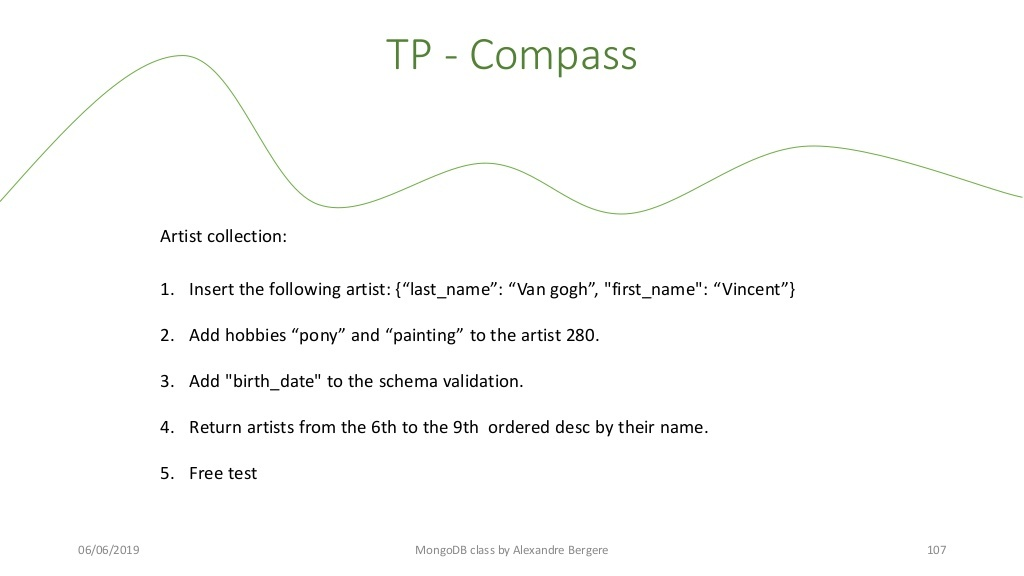 TP - Compass
Artist collection:
1. Insert the following artist: {“last_name”: “Van gogh”, "first_name": “Vincent”}
2. Add hobbies “pony” and “painting” to the artist 280.
3. Add "birth_date" to the schema validation.
4. Return artists from the 6th to the 9th  ordered desc by their name.
5. Free test
06/06/2019
MongoDB class by Alexandre Bergere
107